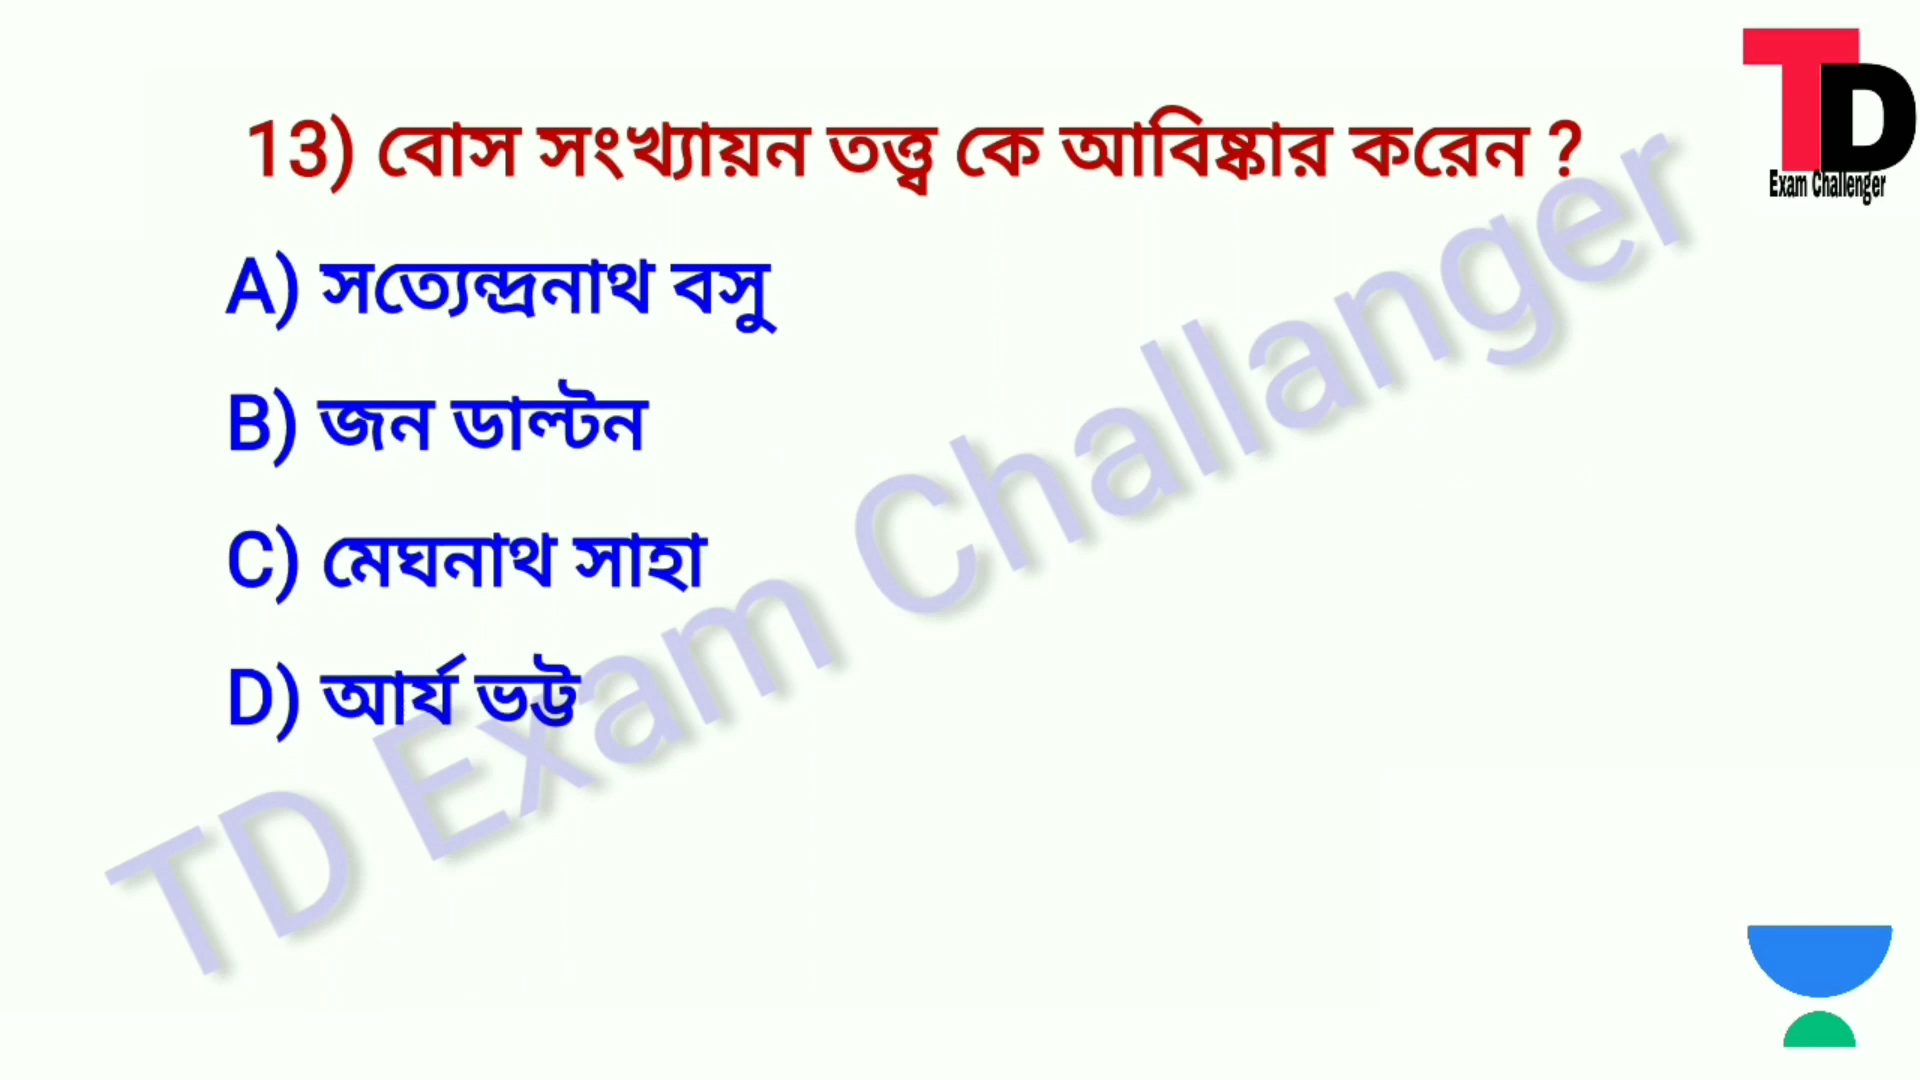 13) বোস সংখ্যায়ন তত্ত্ব কে আবিষ্কার করেন ?
A) সত্যেন্দ্রনাথ বসু
B) জন ডাল্টন
C) মেঘনাথ সাহা
D) আর্য ভট্ট
TD
Exam Challenger
TD Exam Challanger